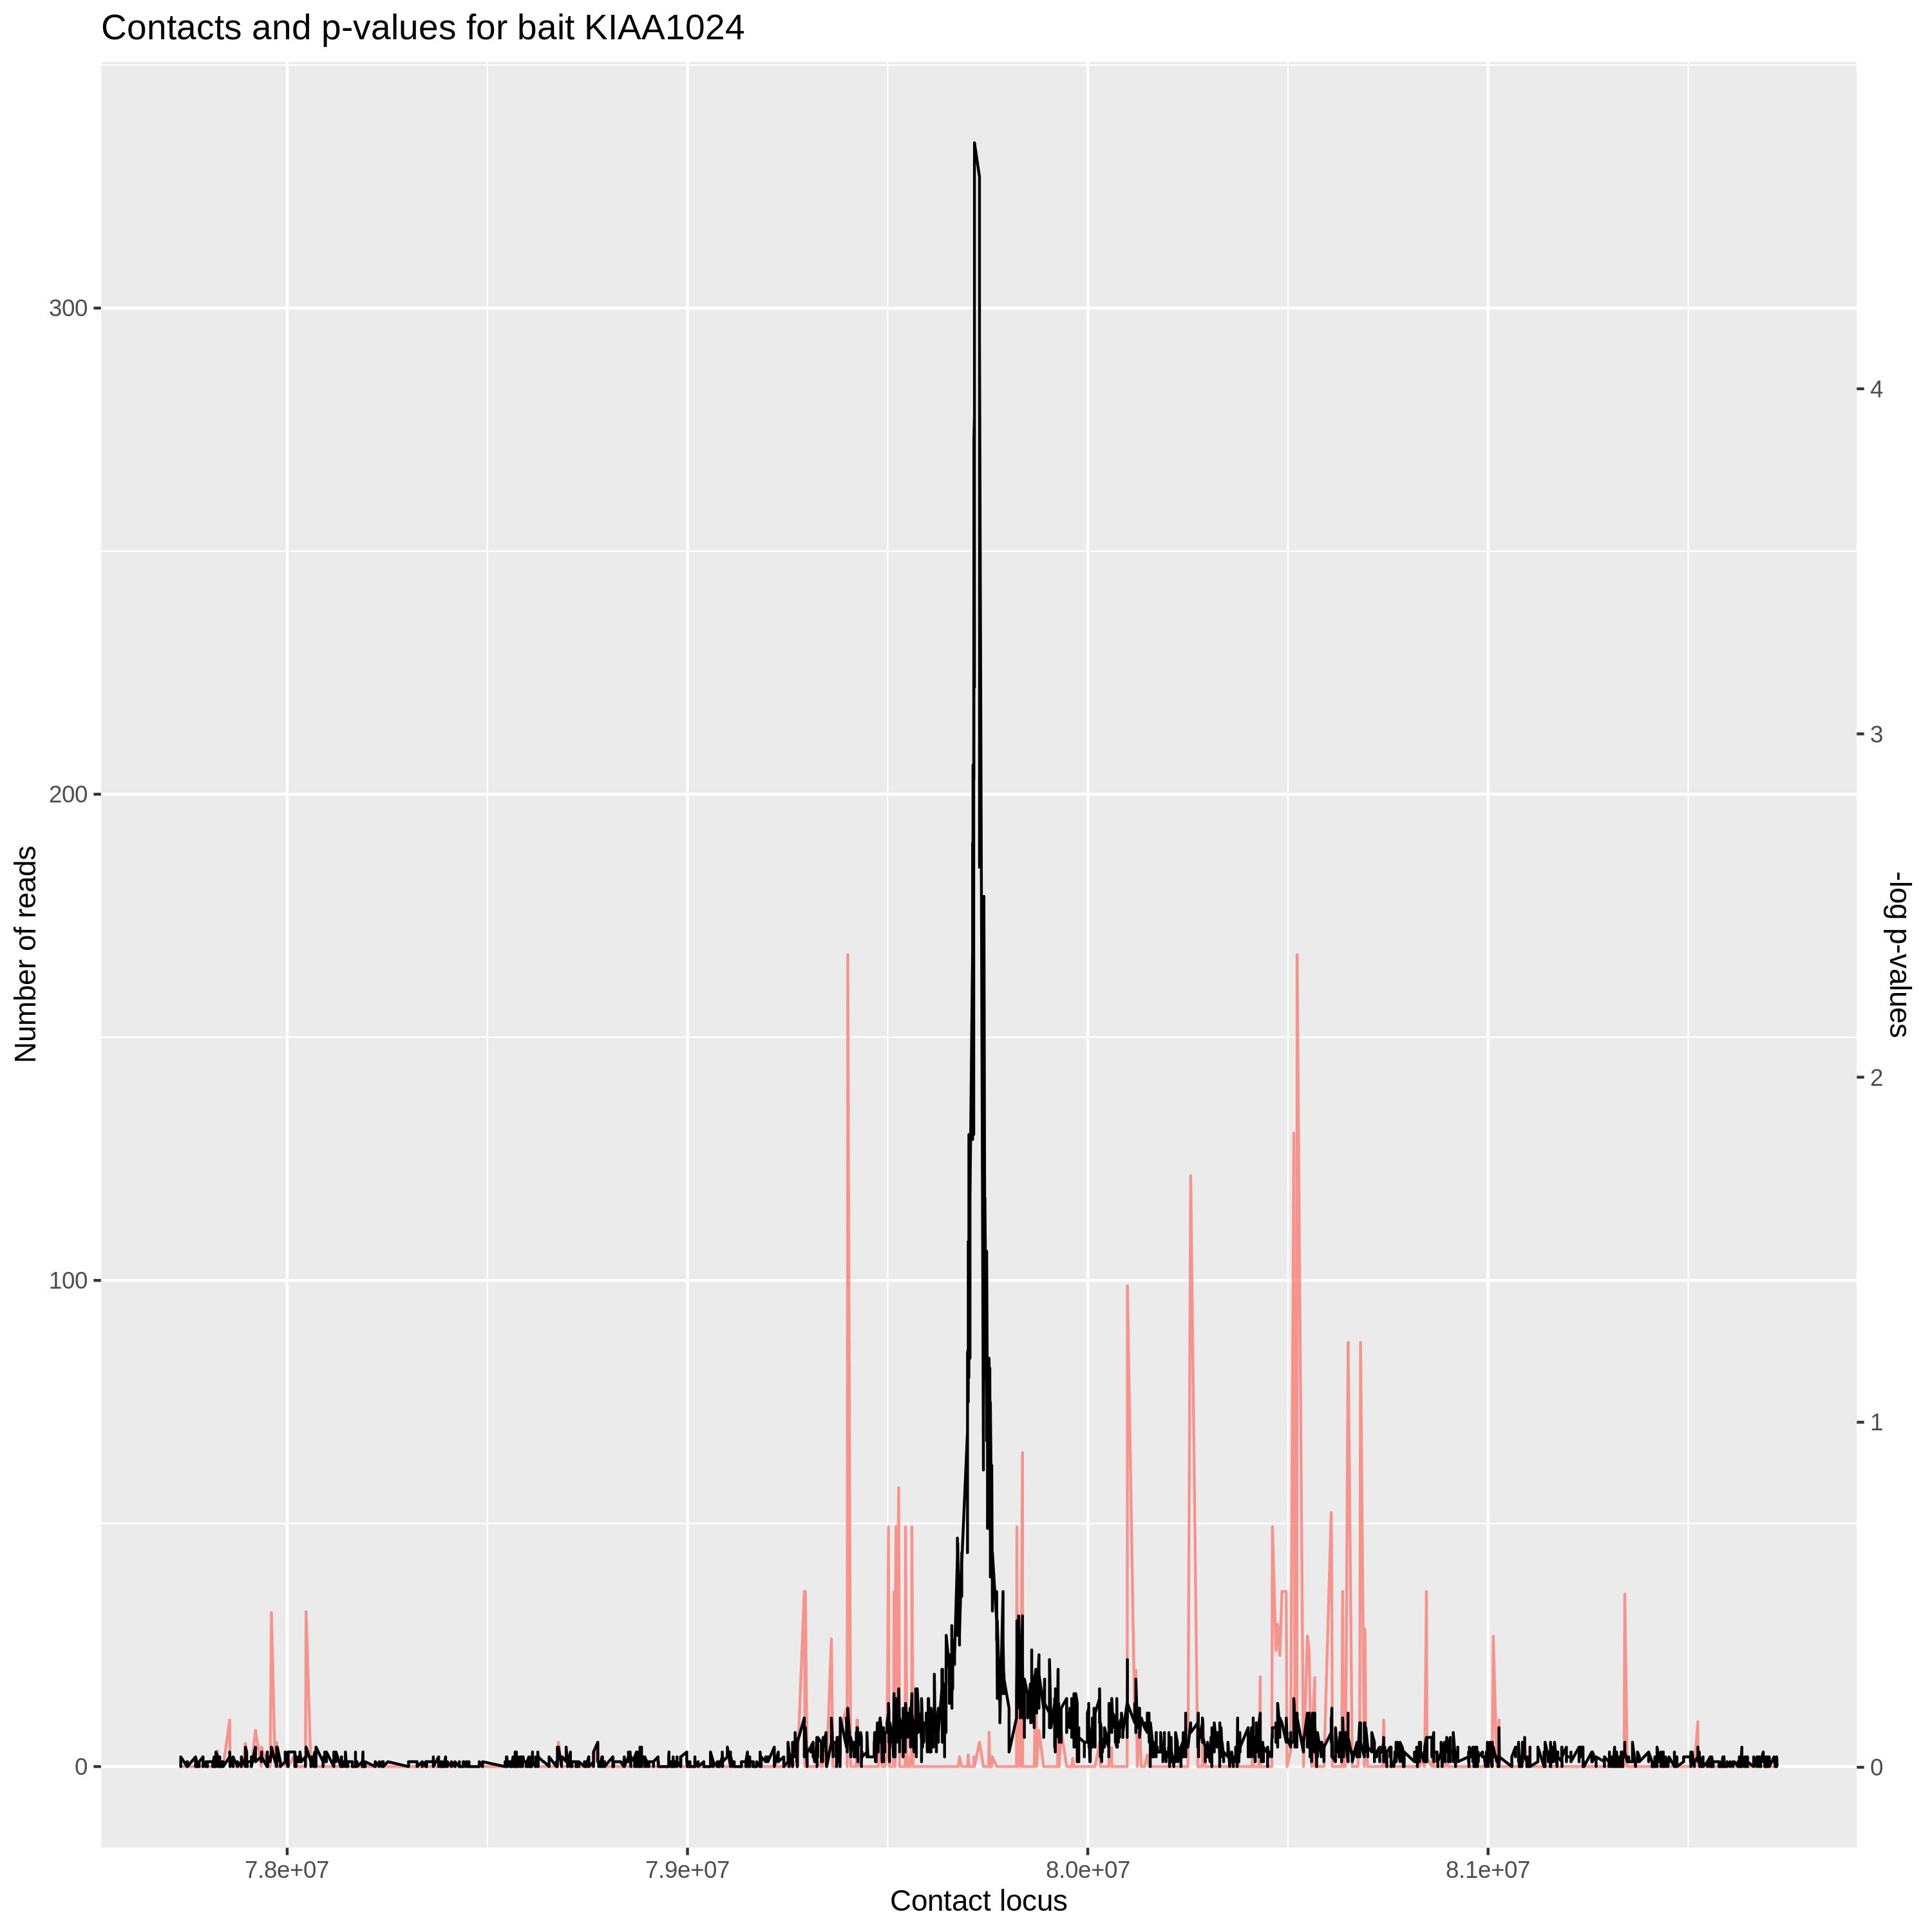 Contacts and p-values for bait KIAA1024
Number of reads
300
200
100
0
4
3
2
1
0
-log p-values
7.8e+07
7.9e+07
8.0e+07
8.1e+07
Contact locus